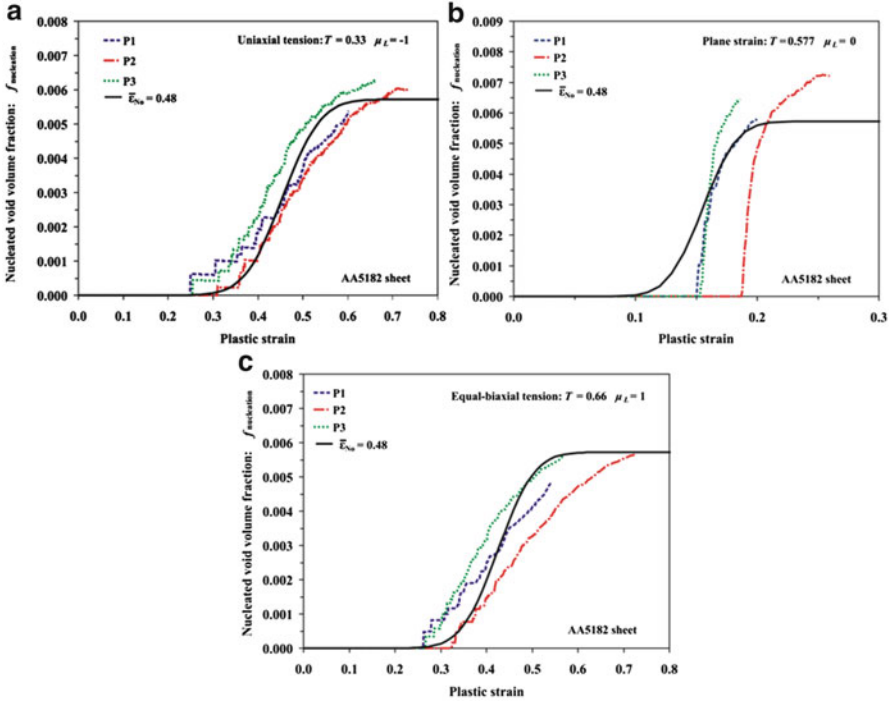 a
Nucleated void volume fraction: f nucleation
0.008
0.007
0.006
0.005
0.004
0.003
0.002
0.001
0.000
P1
P2
P3
ε̅No = 0.48
Uniaxial tension: T = 0.33 μL = -1
AA5182 sheet
0.0 0.1 0.2 0.3 0.4 0.5 0.6 0.7 0.8
Plastic strain
b
Nucleated void volume fraction: f nucleation
0.009
0.008
0.007
0.006
0.005
0.004
0.003
0.002
0.001
0.000
P1
P2
P3
ε̅No = 0.48
Plane strain: T = 0.577 μL = 0
AA5182 sheet
0.0 0.1 0.2 0.3
Plastic strain
c
Nucleated void volume fraction: f nucleation
0.008
0.007
0.006
0.005
0.004
0.003
0.002
0.001
0.000
P1
P2
P3
ε̅No = 0.48
Equal-biaxial tension: T = 0.66 μL = 1
AA5182 sheet
0.0 0.1 0.2 0.3 0.4 0.5 0.6 0.7 0.8
Plastic strain